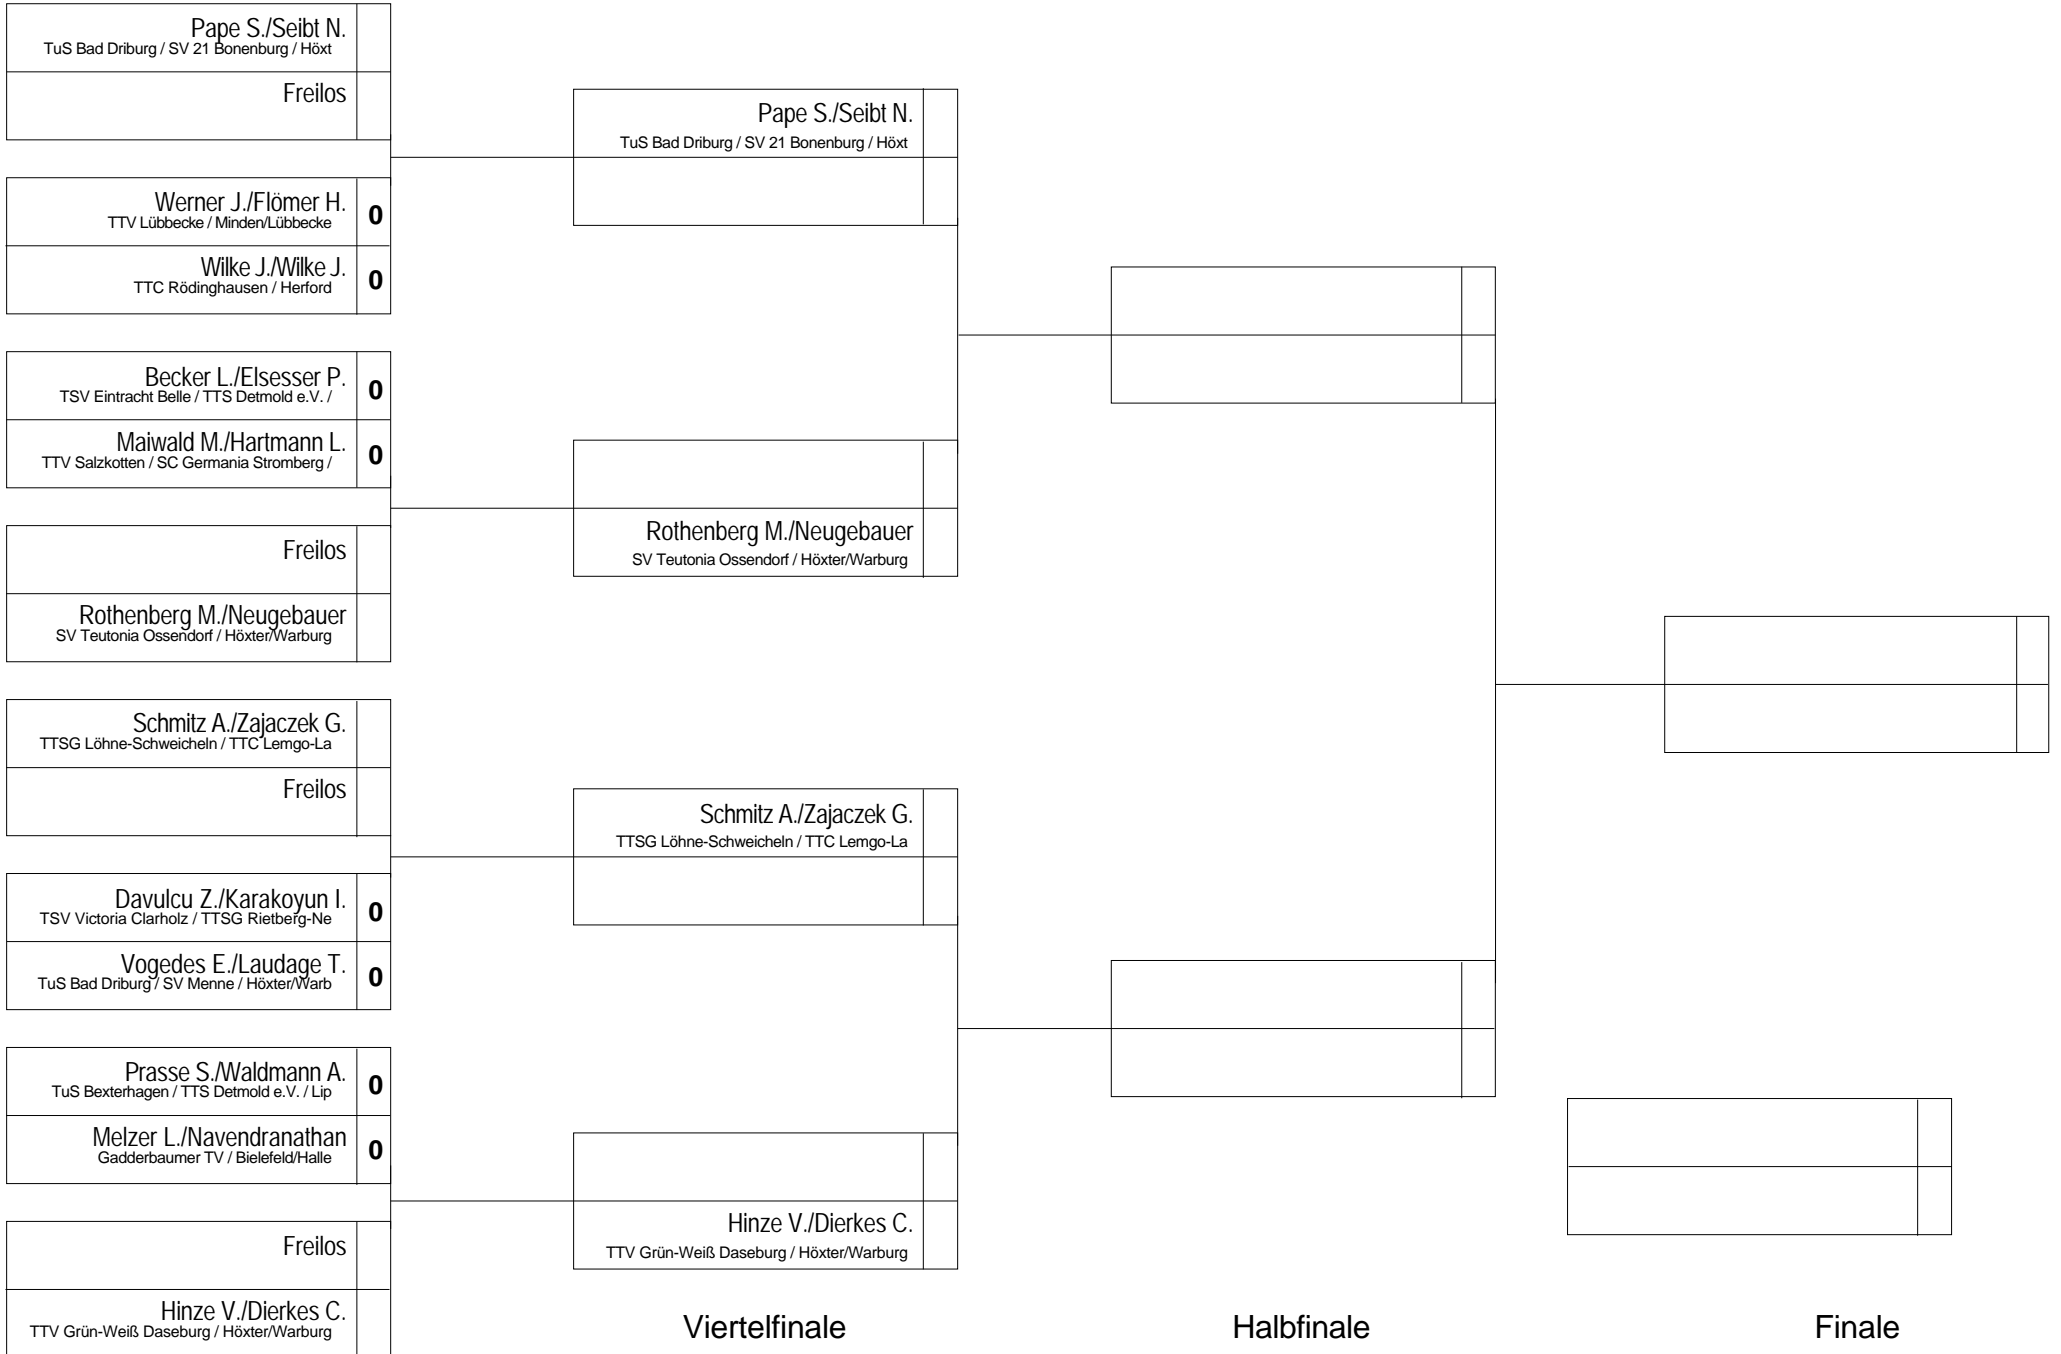 Pape S./Seibt N.
TuS Bad Driburg / SV 21 Bonenburg / Höxt
Freilos
Werner J./Flömer H.
TTV Lübbecke / Minden/Lübbecke
0
Wilke J./Wilke J.
TTC Rödinghausen / Herford
0
Becker L./Elsesser P.
TSV Eintracht Belle / TTS Detmold e.V. /
0
Maiwald M./Hartmann L.
TTV Salzkotten / SC Germania Stromberg /
0
Freilos
Rothenberg M./Neugebauer
SV Teutonia Ossendorf / Höxter/Warburg
Schmitz A./Zajaczek G.
TTSG Löhne-Schweicheln / TTC Lemgo-La
Freilos
Davulcu Z./Karakoyun I.
TSV Victoria Clarholz / TTSG Rietberg-Ne
0
Vogedes E./Laudage T.
TuS Bad Driburg / SV Menne / Höxter/Warb
0
Prasse S./Waldmann A.
TuS Bexterhagen / TTS Detmold e.V. / Lip
0
Melzer L./Navendranathan
Gadderbaumer TV / Bielefeld/Halle
0
Freilos
Hinze V./Dierkes C.
TTV Grün-Weiß Daseburg / Höxter/Warburg
Pape S./Seibt N.
TuS Bad Driburg / SV 21 Bonenburg / Höxt
Rothenberg M./Neugebauer
SV Teutonia Ossendorf / Höxter/Warburg
Schmitz A./Zajaczek G.
TTSG Löhne-Schweicheln / TTC Lemgo-La
Hinze V./Dierkes C.
TTV Grün-Weiß Daseburg / Höxter/Warburg
Viertelfinale
Halbfinale
Finale